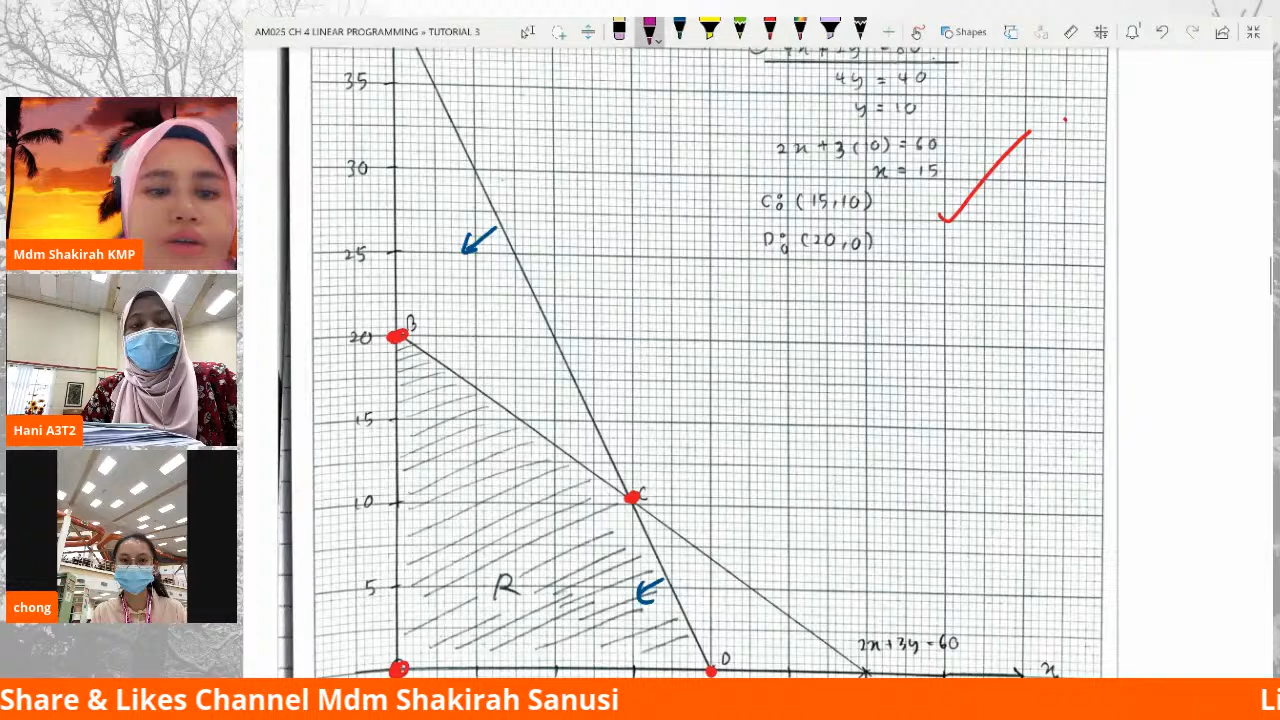 AM025 CH 4 LINEAR PROGRAMMING » TUTORIAL 3
Shapes
4y = 40
y = 10
2x + 3(10) = 60
x = 15
C: (15, 10)
D: (20, 0)
35
30
25
20
B
15
10
C
5
R
D
2x + 3y = 60
x
Mdm Shakirah KMP
Hani A3T2
chong
Share & Likes Channel Mdm Shakirah Sanusi
Li